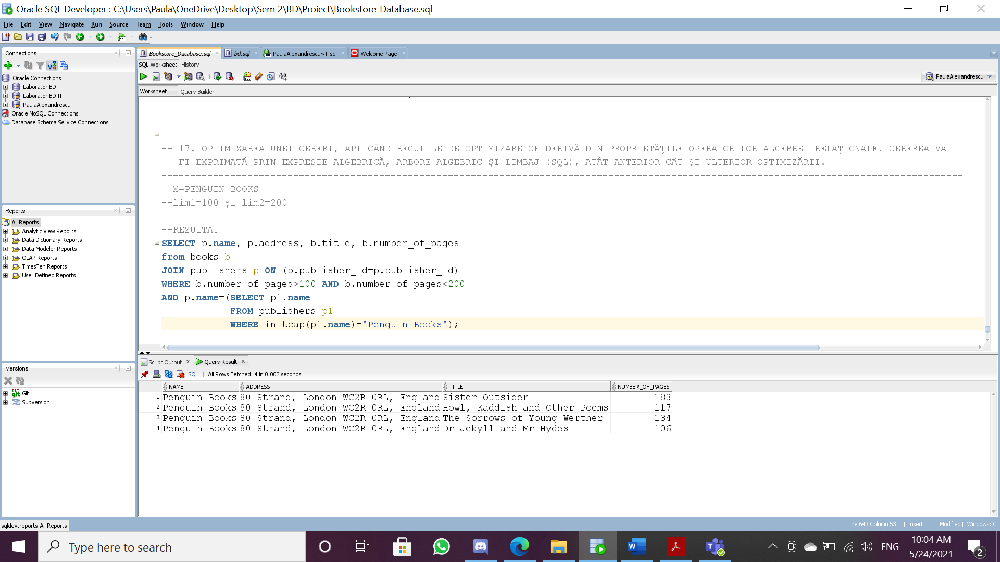 Oracle SQL Developer : C:\Users\Paula\OneDrive\Desktop\Sem 2\BD\Proiect\Bookstore_Database.sql
File Edit View Navigate Run Source Team Tools Window Help
Connections
Oracle Connections
Laborator BD
Laborator BD II
PaulaAlexandrescu
Oracle NoSQL Connections
Database Schema Service Connections
Reports
All Reports
Analytic View Reports
Data Dictionary Reports
Data Modeler Reports
OLAP Reports
TimesTen Reports
User Defined Reports
Versions
Git
Subversion
sqldev.reports:All Reports
Bookstore_Database.sql bd.sql PaulaAlexandrescu~1.sql Welcome Page
SQL Worksheet History
PaulaAlexandrescu
Worksheet Query Builder
-- 17. OPTIMIZAREA UNEI CERERI, APLICÂND REGULILE DE OPTIMIZARE CE DERIVĂ DIN PROPRIETĂȚILE OPERATORILOR ALGEBREI RELAȚIONALE. CEREREA VA
-- FI EXPRIMATĂ PRIN EXPRESIE ALGEBRICĂ, ARBORE ALGEBRIC ȘI LIMBAJ (SQL), ATÂT ANTERIOR CÂT ȘI ULTERIOR OPTIMIZĂRII.
--X=PENGUIN BOOKS
--lim1=100 și lim2=200
--REZULTAT
SELECT p.name, p.address, b.title, b.number_of_pages
from books b
JOIN publishers p ON (b.publisher_id=p.publisher_id)
WHERE b.number_of_pages>100 AND b.number_of_pages<200
AND p.name=(SELECT p1.name
FROM publishers p1
WHERE initcap(p1.name)='Penguin Books');
Script Output Query Result
SQL All Rows Fetched: 4 in 0.002 seconds
NAME ADDRESS TITLE NUMBER_OF_PAGES
1 Penguin Books 80 Strand, London WC2R 0RL, England Sister Outsider 183
2 Penguin Books 80 Strand, London WC2R 0RL, England Howl, Kaddish and Other Poems 117
3 Penguin Books 80 Strand, London WC2R 0RL, England The Sorrows of Young Werther 134
4 Penguin Books 80 Strand, London WC2R 0RL, England Dr Jekyll and Mr Hydes 106
Line 643 Column 53 Insert Modified Windows: C
Type here to search
ENG
10:04 AM
5/24/2021
2